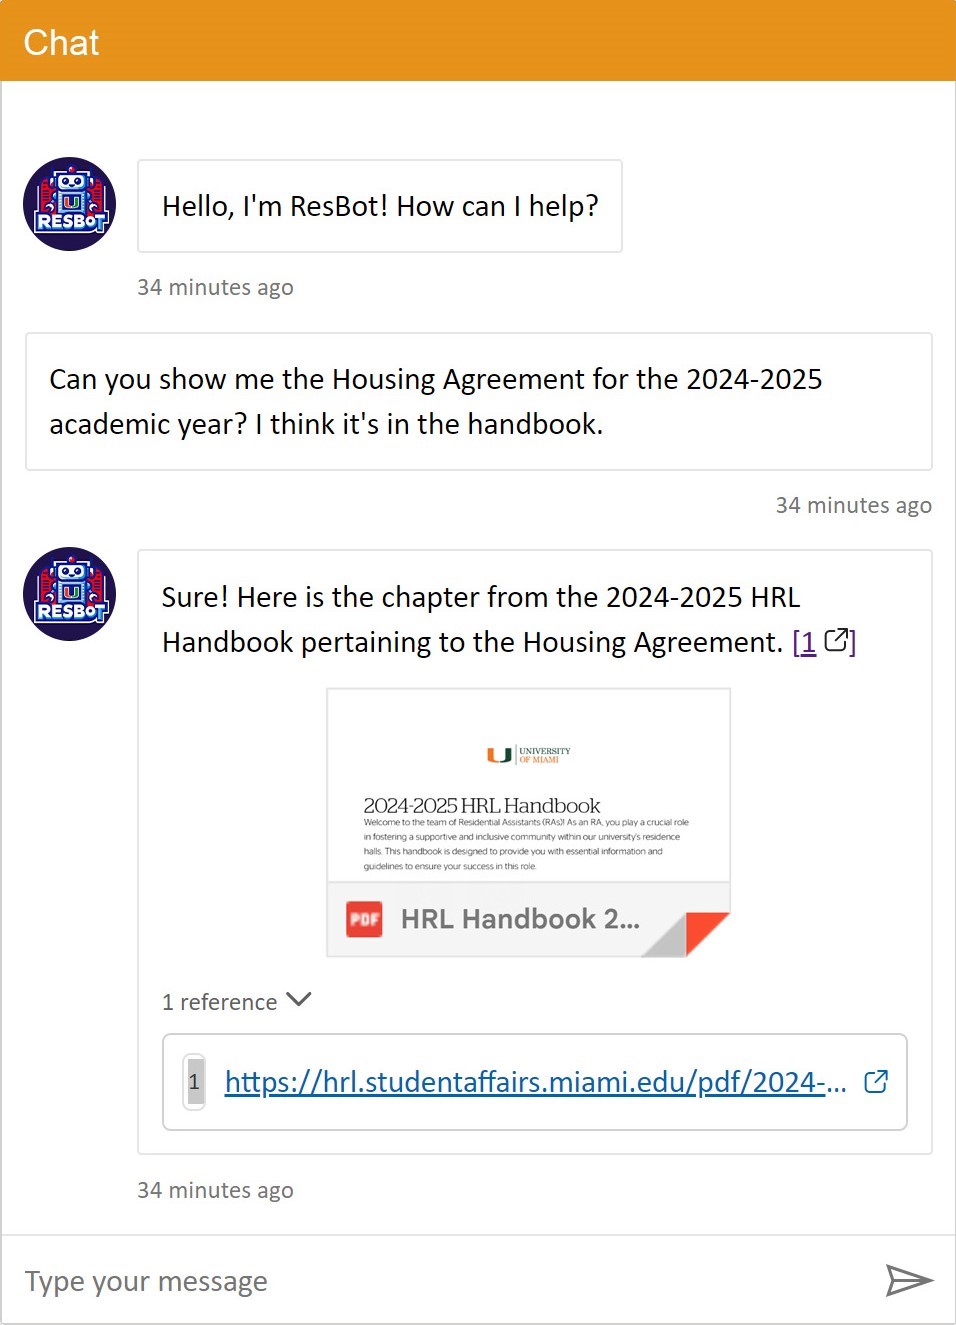 Chat
RESBOT
Hello, I'm ResBot! How can I help?
34 minutes ago
Can you show me the Housing Agreement for the 2024-2025
academic year? I think it's in the handbook.
34 minutes ago
RESBOT
Sure! Here is the chapter from the 2024-2025 HRL
Handbook pertaining to the Housing Agreement. [1]
UNIVERSITY
OF MIAMI
2024-2025 HRL Handbook
Welcome to the team of Residential Assistants (RAs)! As an RA, you play a crucial role
in fostering a supportive and inclusive community within our university's residence
halls. This handbook is designed to provide you with essential information and
guidelines to ensure your success in this role.
PDF HRL Handbook 2...
1 reference
1 https://hrl.studentaffairs.miami.edu/pdf/2024-...
34 minutes ago
Type your message